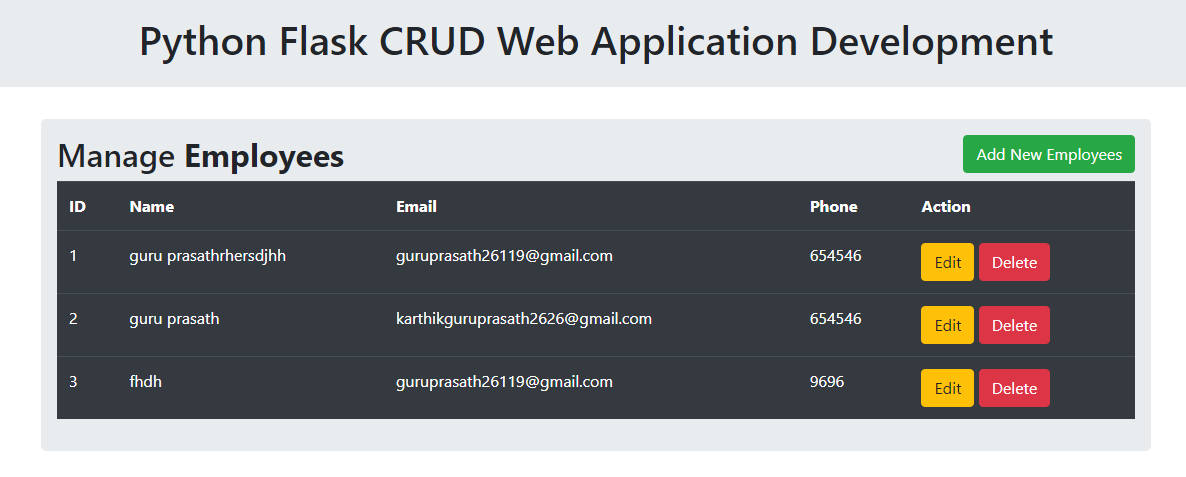 Python Flask CRUD Web Application Development
Manage Employees
Add New Employees
ID Name Email Phone Action
1 guru prasathrhersdjhh guruprasath26119@gmail.com 654546 Edit Delete
2 guru prasath karthikguruprasath2626@gmail.com 654546 Edit Delete
3 fhdh guruprasath26119@gmail.com 9696 Edit Delete